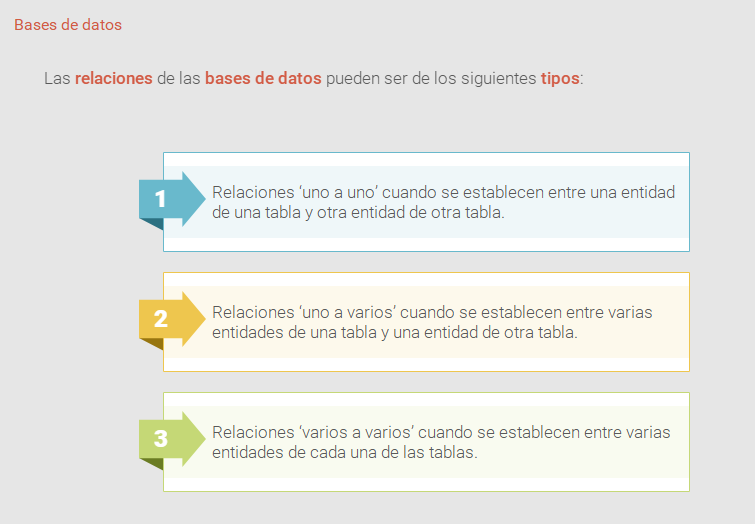 Bases de datos
Las relaciones de las bases de datos pueden ser de los siguientes tipos:
1
Relaciones ‘uno a uno’ cuando se establecen entre una entidad
de una tabla y otra entidad de otra tabla.
2
Relaciones ‘uno a varios’ cuando se establecen entre varias
entidades de una tabla y una entidad de otra tabla.
3
Relaciones ‘varios a varios’ cuando se establecen entre varias
entidades de cada una de las tablas.